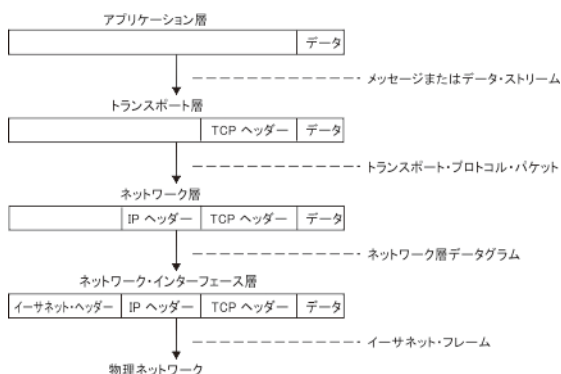 アプリケーション層
データ
メッセージまたはデータ・ストリーム
トランスポート層
TCP ヘッダー データ
トランスポート・プロトコル・パケット
ネットワーク層
IP ヘッダー TCP ヘッダー データ
ネットワーク層データグラム
ネットワーク・インターフェース層
イーサネット・ヘッダー IP ヘッダー TCP ヘッダー データ
イーサネット・フレーム
物理ネットワーク